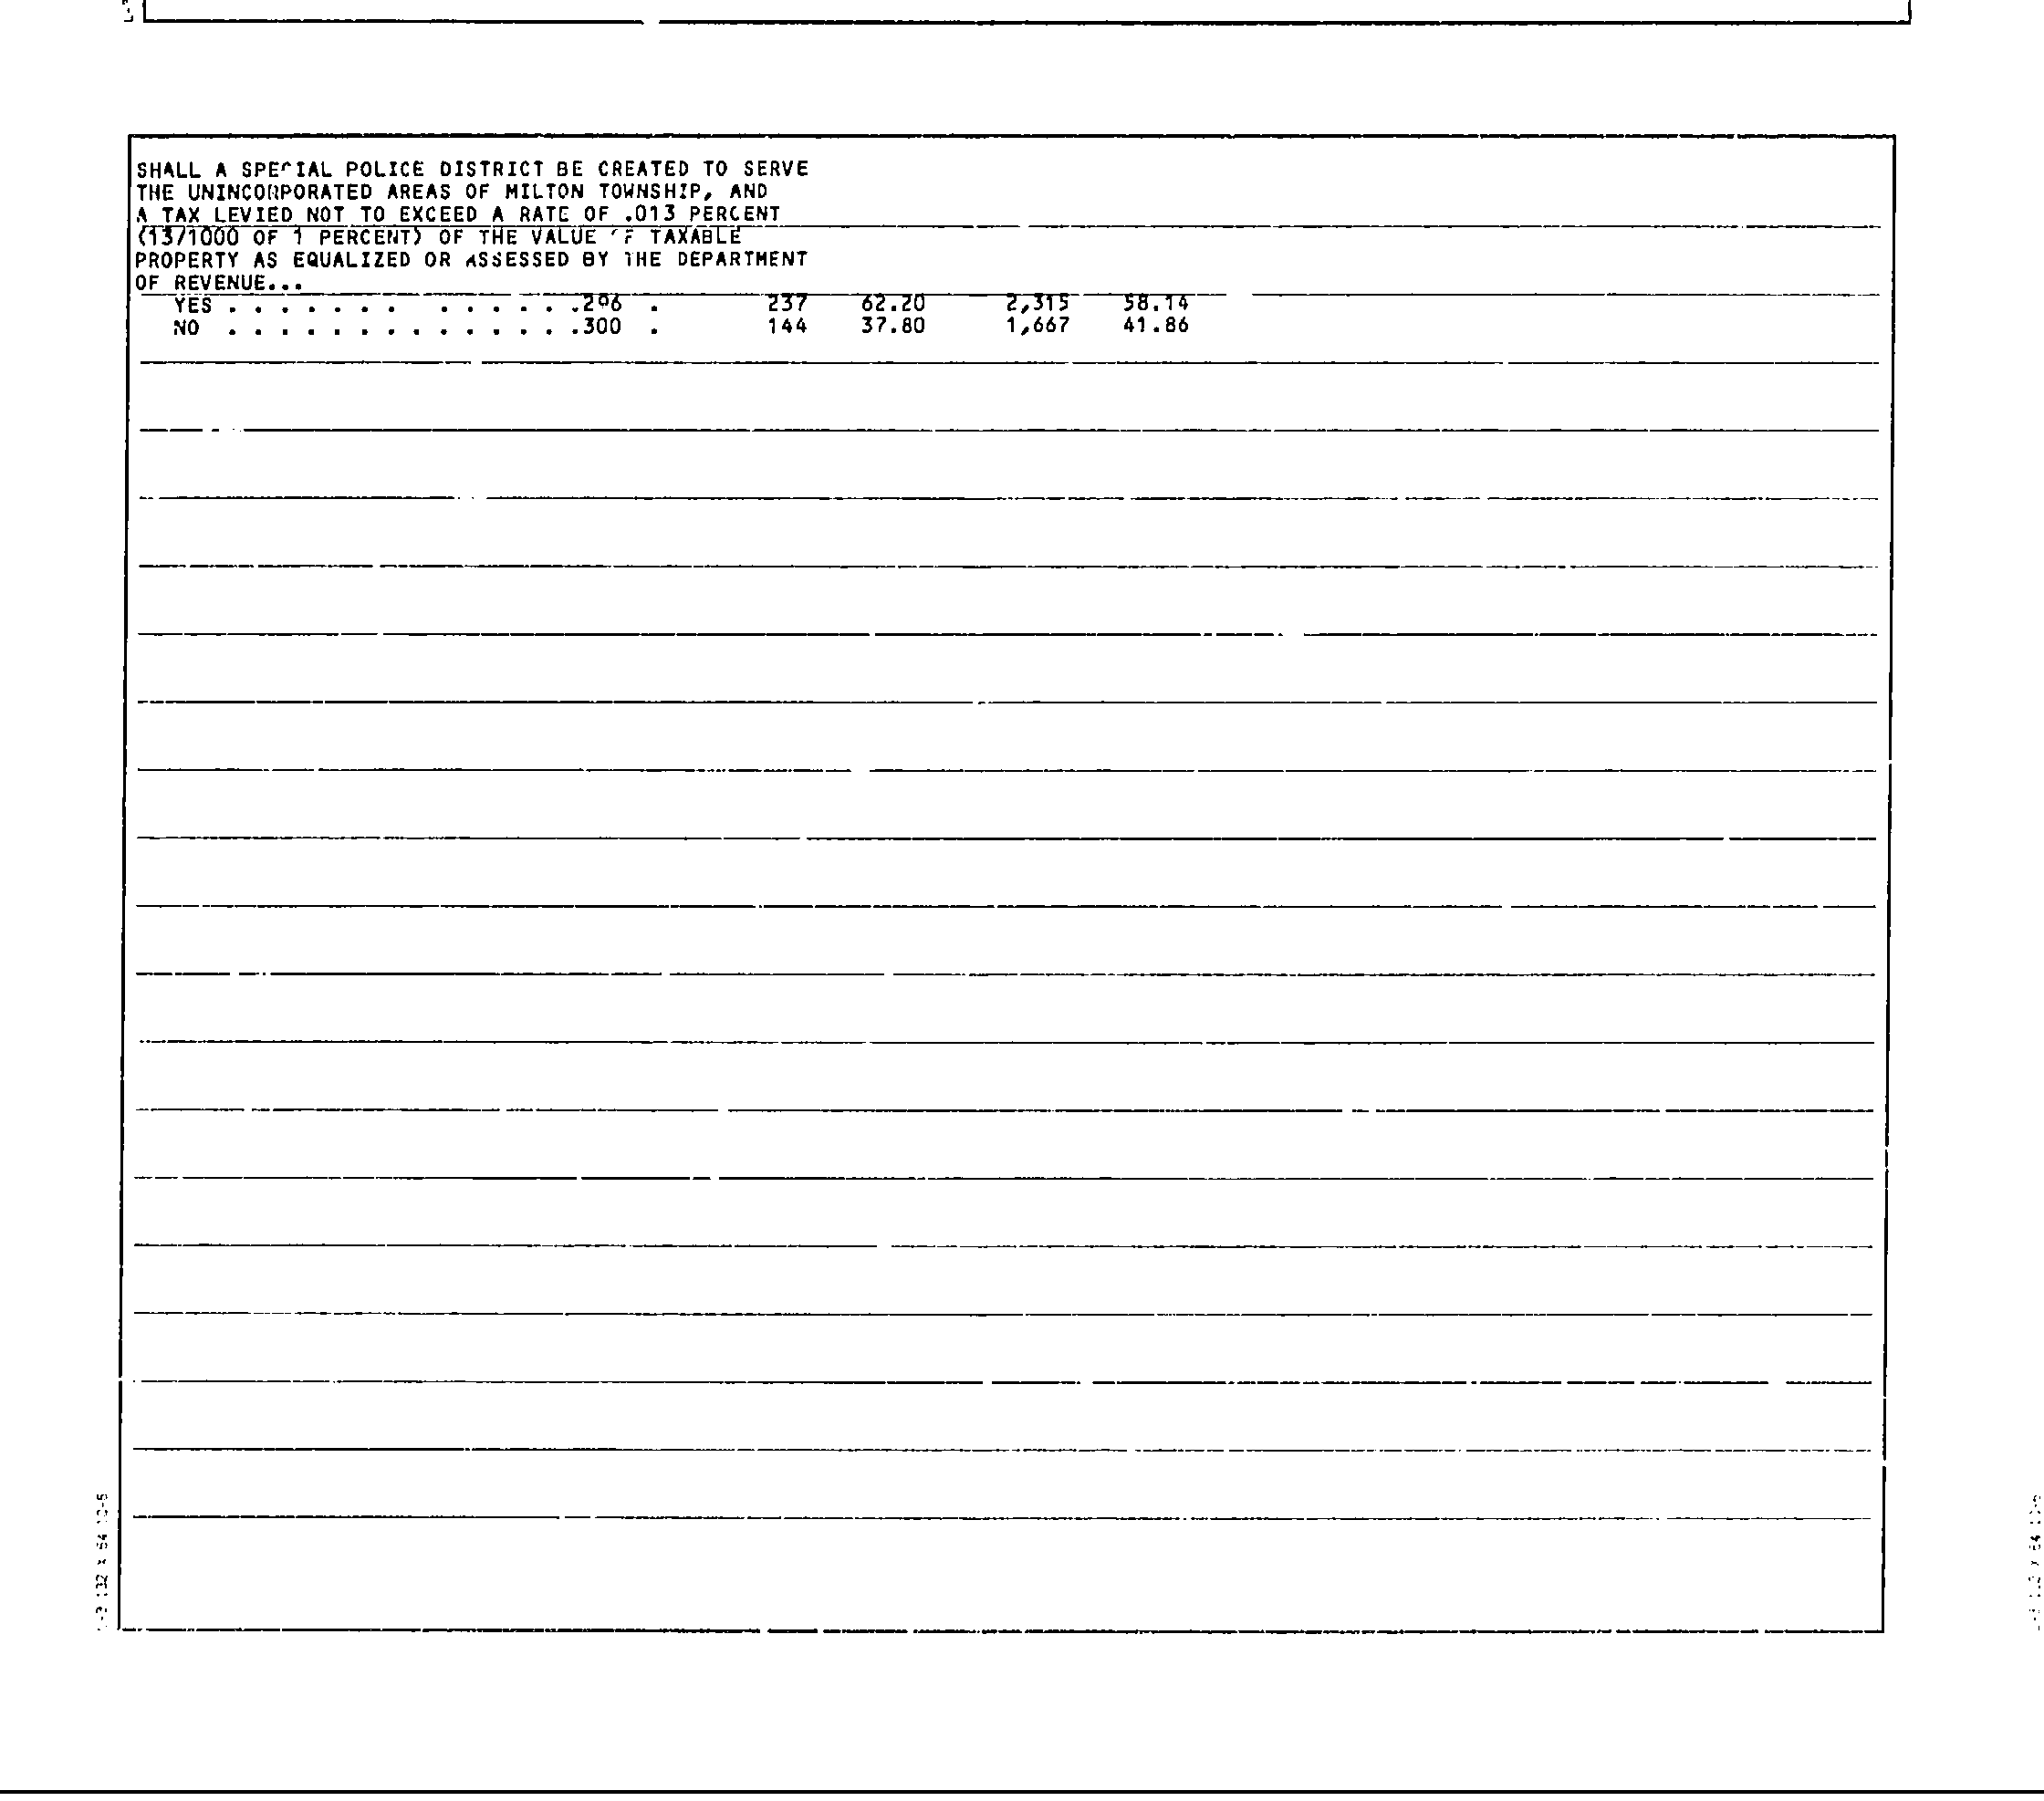 SHALL A SPECIAL POLICE DISTRICT BE CREATED TO SERVE
THE UNINCORPORATED AREAS OF MILTON TOWNSHIP, AND
A TAX LEVIED NOT TO EXCEED A RATE OF .013 PERCENT
(13/1000 OF 1 PERCENT) OF THE VALUE OF TAXABLE
PROPERTY AS EQUALIZED OR ASSESSED BY THE DEPARTMENT
OF REVENUE...
YES . . . . . . . . . . . . . .296 . 237 62.20 2,315 58.14
NO . . . . . . . . . . . . . .300 . 144 37.80 1,667 41.86